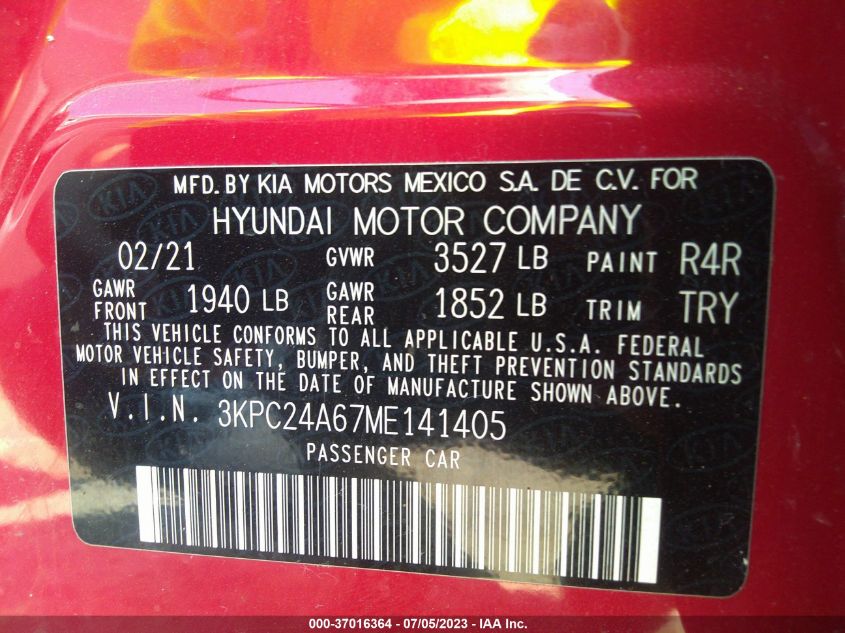 MFD. BY KIA MOTORS MEXICO S.A. DE C.V. FOR
HYUNDAI MOTOR COMPANY
02/21 GVWR 3527 LB PAINT R4R
GAWR FRONT 1940 LB GAWR REAR 1852 LB TRIM TRY
THIS VEHICLE CONFORMS TO ALL APPLICABLE U.S.A. FEDERAL
MOTOR VEHICLE SAFETY, BUMPER, AND THEFT PREVENTION STANDARDS
IN EFFECT ON THE DATE OF MANUFACTURE SHOWN ABOVE.
V.I.N. 3KPC24A67ME141405
PASSENGER CAR
000-37016364 - 07/05/2023 - IAA Inc.